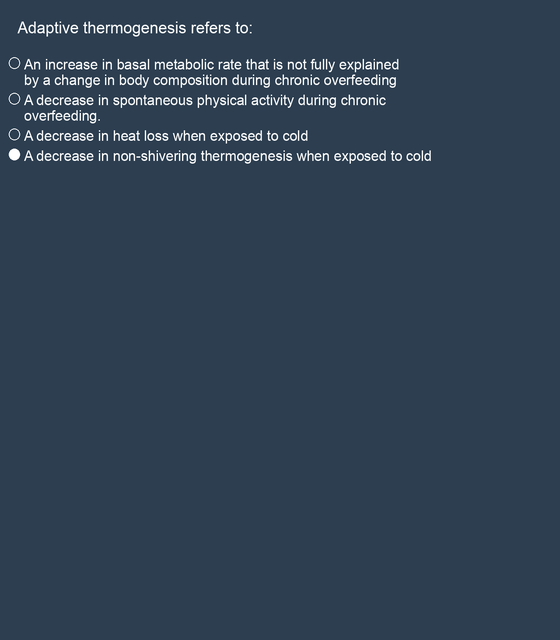 Adaptive thermogenesis refers to:
An increase in basal metabolic rate that is not fully explained
by a change in body composition during chronic overfeeding
A decrease in spontaneous physical activity during chronic
overfeeding.
A decrease in heat loss when exposed to cold
A decrease in non-shivering thermogenesis when exposed to cold